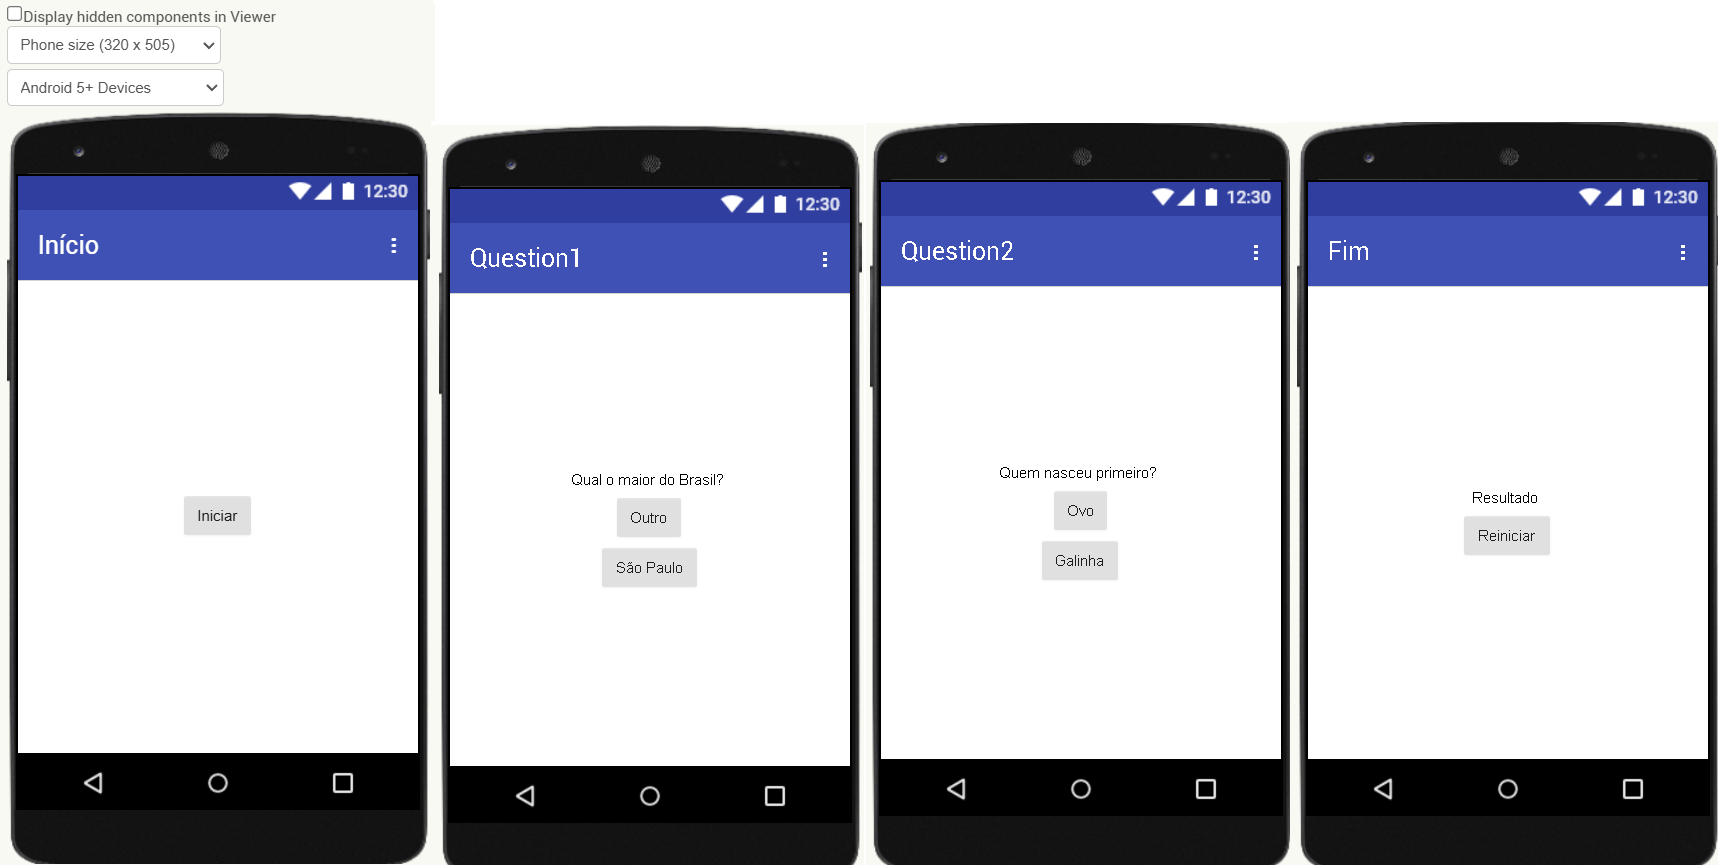 Display hidden components in Viewer
Phone size (320 x 505)
Android 5+ Devices
12:30
Início
Iniciar
12:30
Question1
Qual o maior do Brasil?
Outro
São Paulo
12:30
Question2
Quem nasceu primeiro?
Ovo
Galinha
12:30
Fim
Resultado
Reiniciar